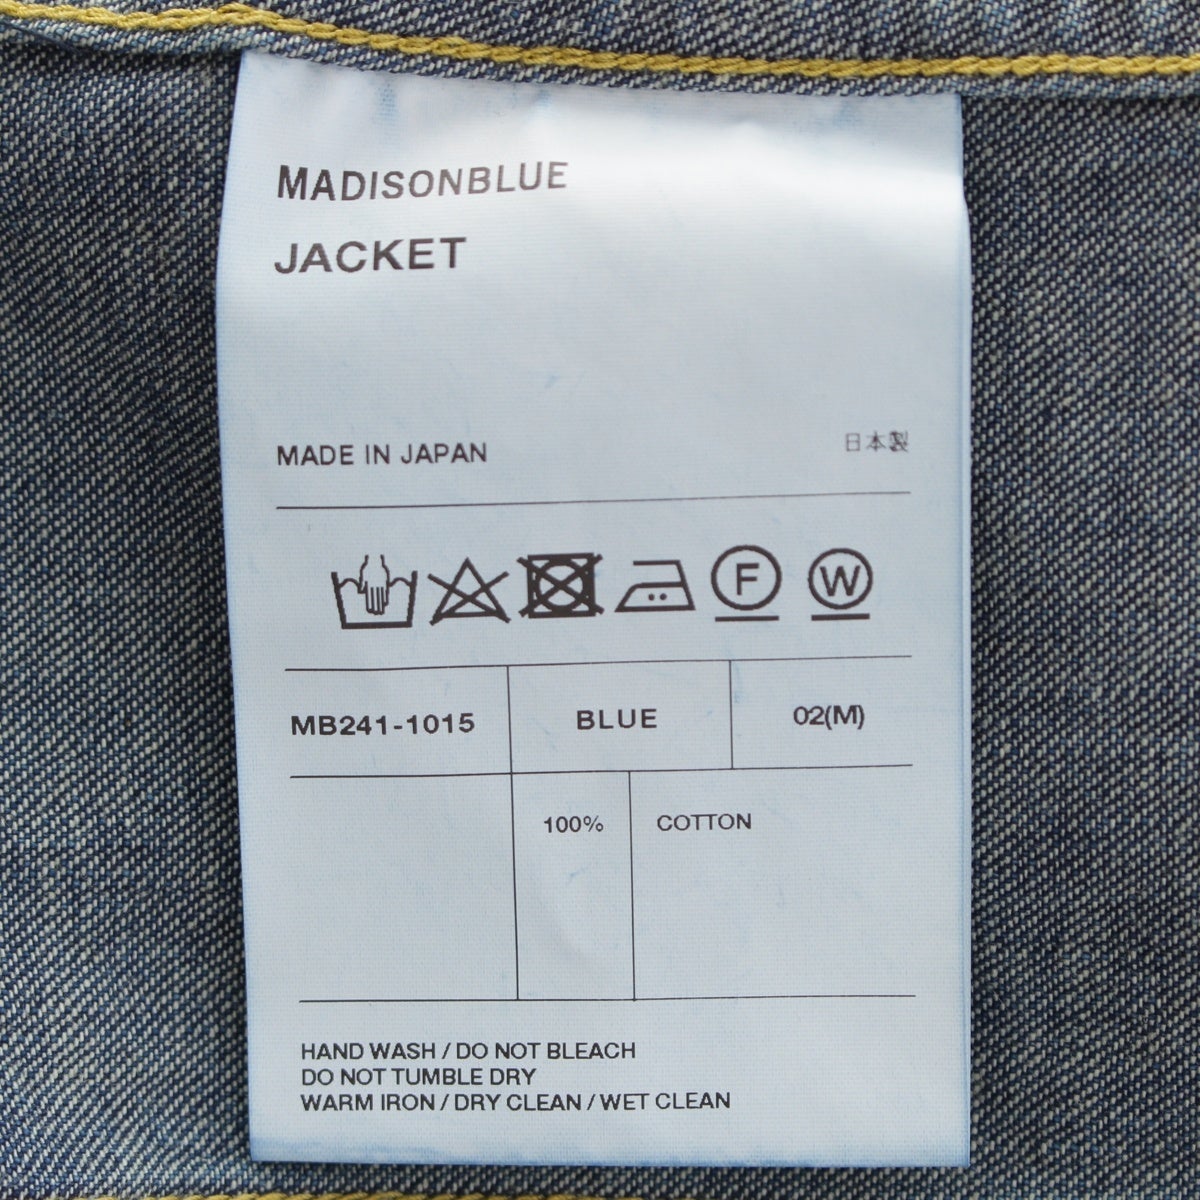 MADISONBLUE
JACKET
MADE IN JAPAN 日本製
F W
MB241-1015 BLUE 02(M)
100% COTTON
HAND WASH / DO NOT BLEACH
DO NOT TUMBLE DRY
WARM IRON / DRY CLEAN / WET CLEAN